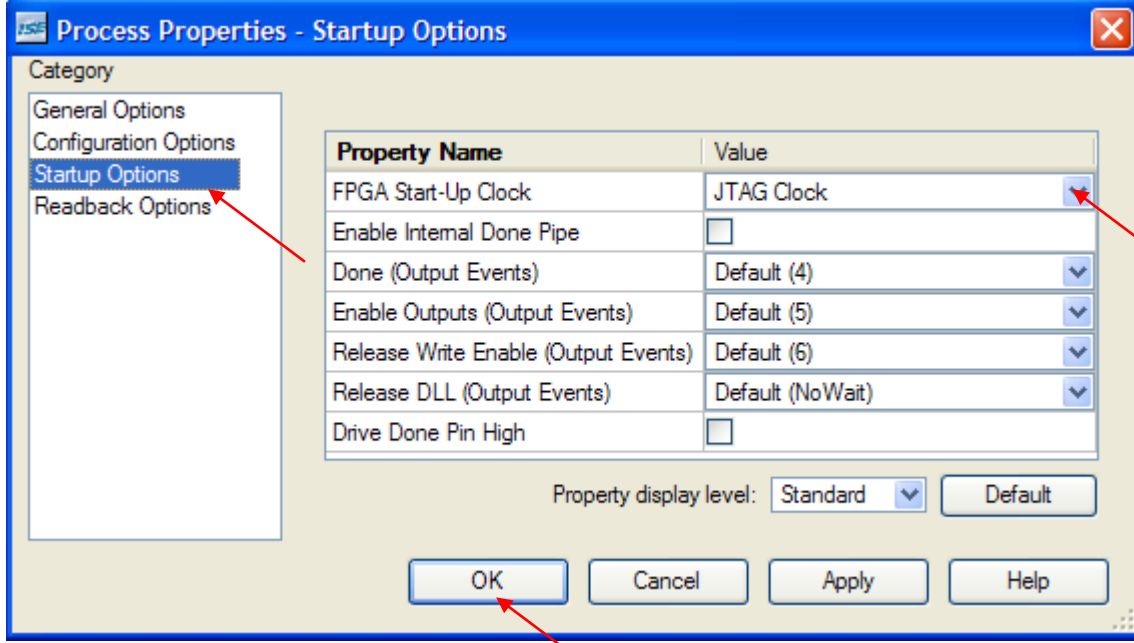 ISE Process Properties - Startup Options
Category
General Options
Configuration Options
Startup Options
Readback Options
Property Name Value
FPGA Start-Up Clock JTAG Clock
Enable Internal Done Pipe
Done (Output Events) Default (4)
Enable Outputs (Output Events) Default (5)
Release Write Enable (Output Events) Default (6)
Release DLL (Output Events) Default (NoWait)
Drive Done Pin High
Property display level: Standard Default
OK Cancel Apply Help